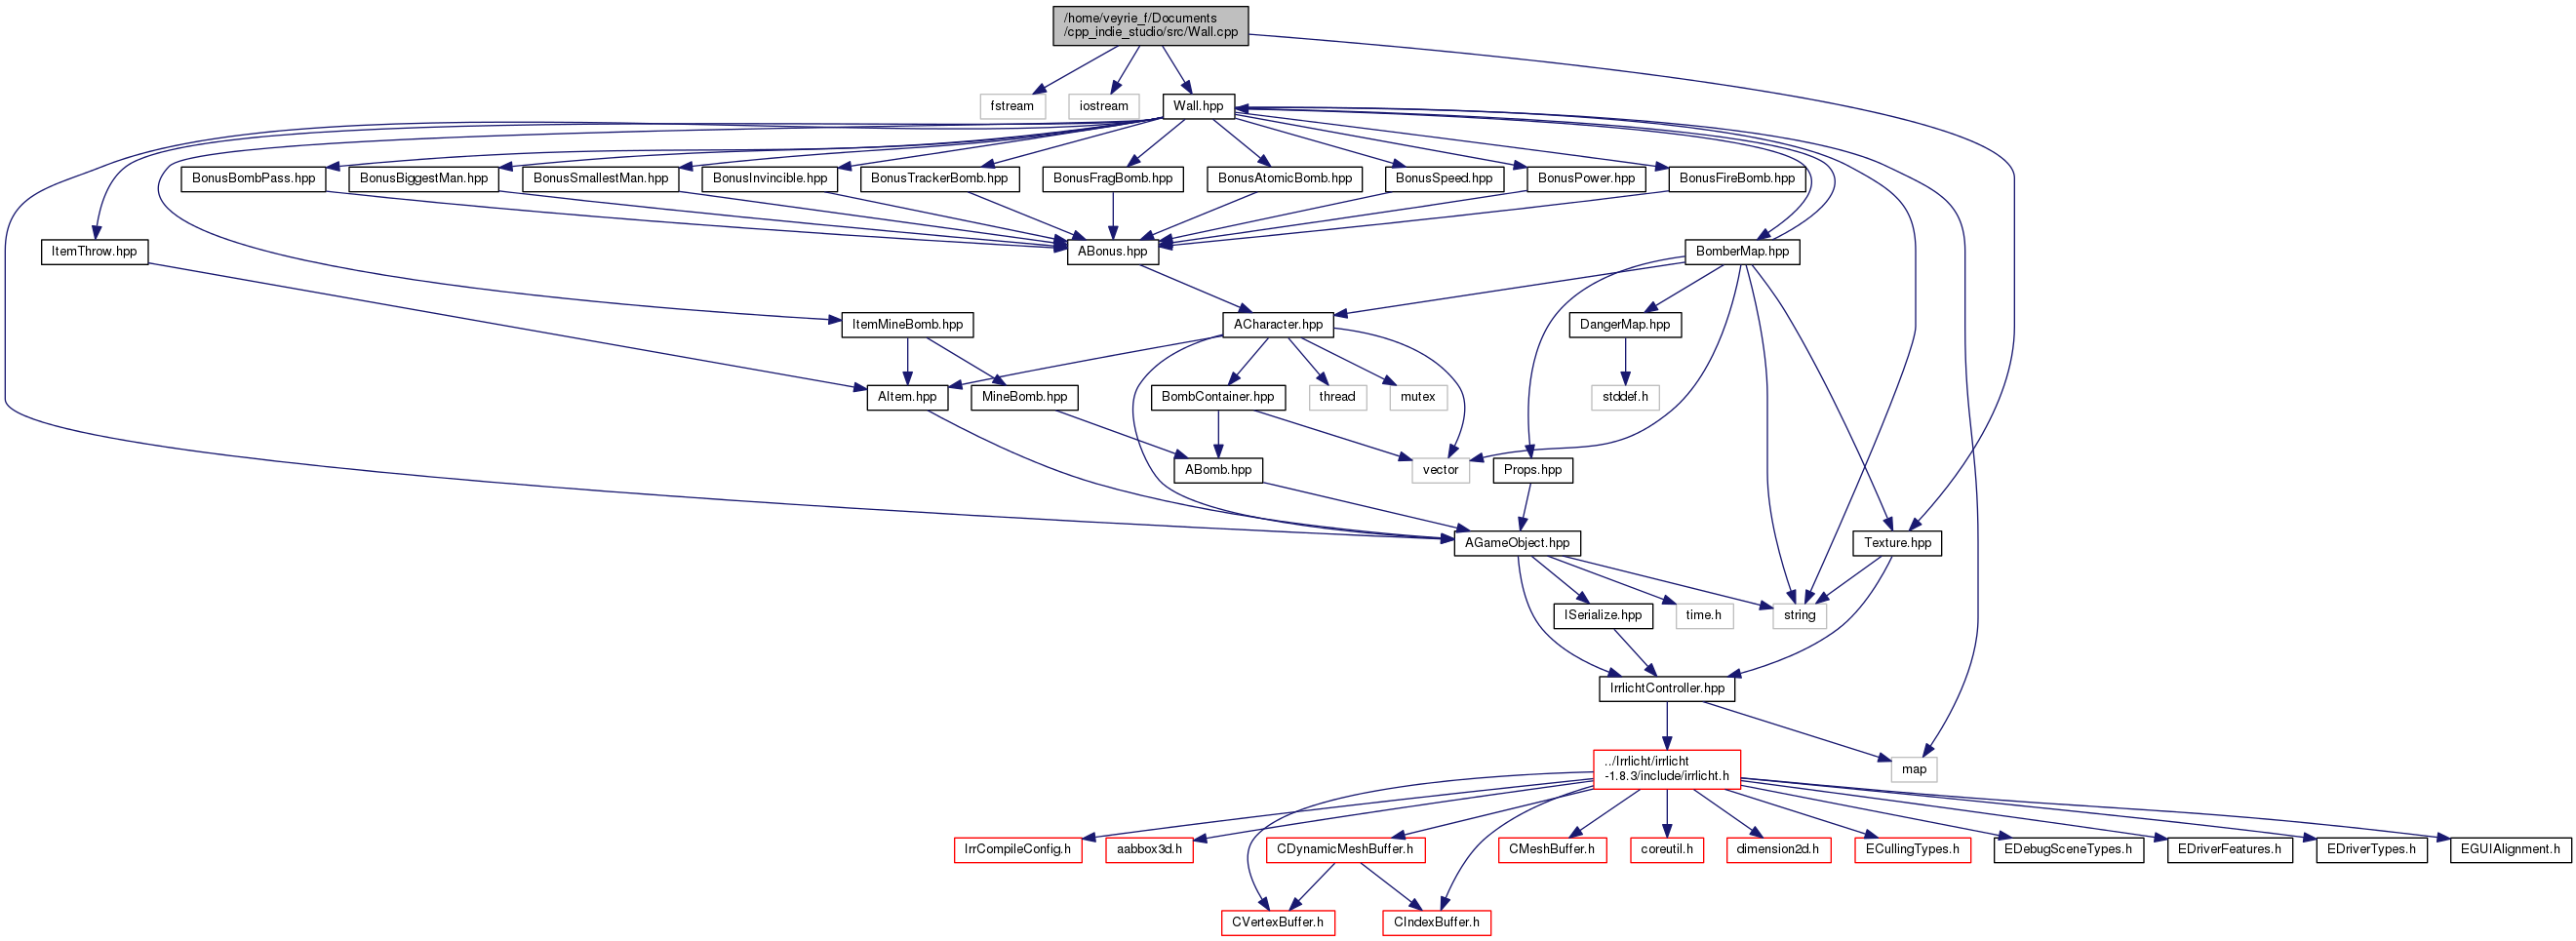 /home/veyrie_f/Documents
/cpp_indie_studio/src/Wall.cpp
fstream
iostream
Wall.hpp
BonusBombPass.hpp
BonusBiggestMan.hpp
BonusSmallestMan.hpp
BonusInvincible.hpp
BonusTrackerBomb.hpp
BonusFragBomb.hpp
BonusAtomicBomb.hpp
BonusSpeed.hpp
BonusPower.hpp
BonusFireBomb.hpp
ItemThrow.hpp
ABonus.hpp
BomberMap.hpp
ItemMineBomb.hpp
ACharacter.hpp
DangerMap.hpp
AItem.hpp
MineBomb.hpp
BombContainer.hpp
thread
mutex
stddef.h
ABomb.hpp
vector
Props.hpp
AGameObject.hpp
Texture.hpp
ISerialize.hpp
time.h
string
IrrlichtController.hpp
../Irrlicht/irrlicht
-1.8.3/include/irrlicht.h
map
IrrCompileConfig.h
aabbox3d.h
CDynamicMeshBuffer.h
CMeshBuffer.h
coreutil.h
dimension2d.h
ECullingTypes.h
EDebugSceneTypes.h
EDriverFeatures.h
EDriverTypes.h
EGUIAlignment.h
CVertexBuffer.h
CIndexBuffer.h